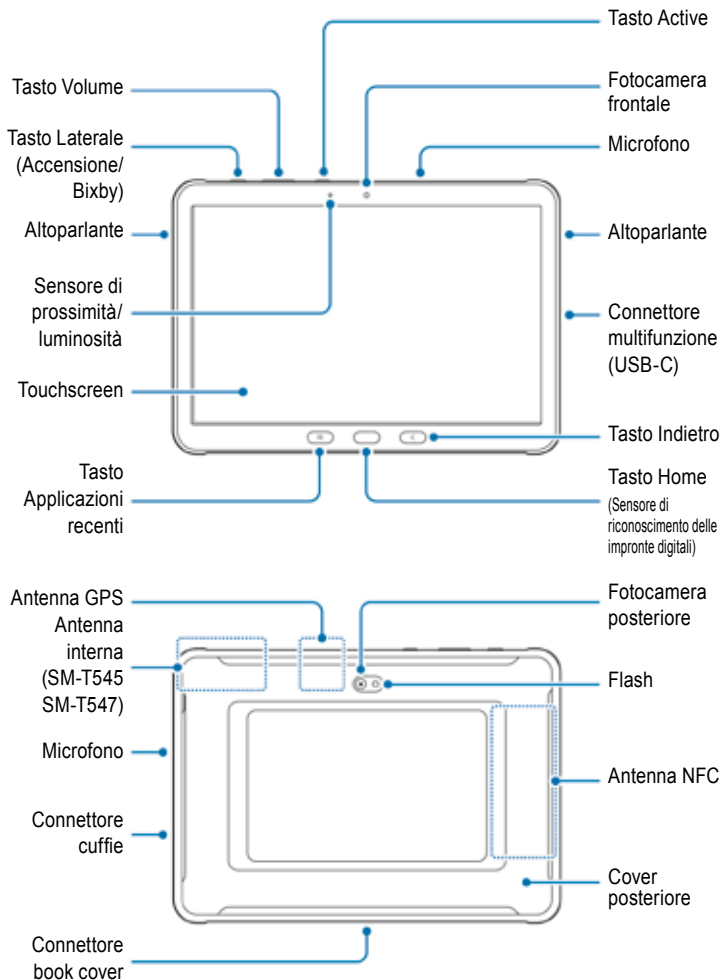 Tasto Active
Tasto Volume
Fotocamera
frontale
Tasto Laterale
(Accensione/
Bixby)
Microfono
Altoparlante
Altoparlante
Sensore di
prossimità/
luminosità
Connettore
multifunzione
(USB-C)
Touchscreen
Tasto Indietro
Tasto
Applicazioni
recenti
Tasto Home
(Sensore di
riconoscimento delle
impronte digitali)
Antenna GPS
Fotocamera
posteriore
Antenna
interna
(SM-T545
SM-T547)
Flash
Microfono
Antenna NFC
Connettore
cuffie
Cover
posteriore
Connettore
book cover